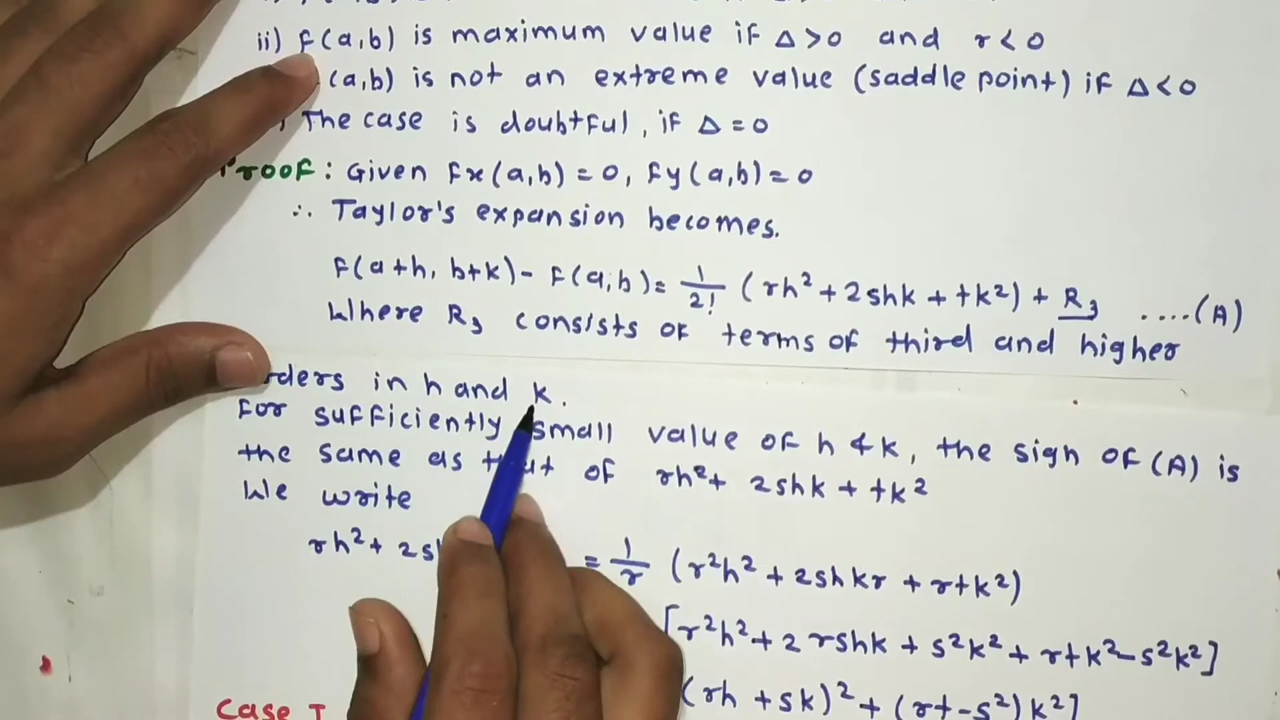 ii) f(a,b) is maximum value if Δ>0 and r<0
(a,b) is not an extreme value (saddle point) if Δ<0
The case is doubtful, if Δ=0
Proof: Given fx(a,b)=0, fy(a,b)=0
∴ Taylor's expansion becomes.
f(a+h, b+k)- f(a,b)= 1/2! (rh²+2shk+tk²)+R₃ ....(A)
Where R₃ consists of terms of third and higher
orders in h and k.
For sufficiently small value of h &k, the sign of (A) is
the same as that of rh²+ 2shk+tk²
We write
rh²+ = 1/r (r²h²+2shkr+rtk²)
[r²h²+2rshk+s²k²+rtk²-s²k²]
(rh+sk)²+(rt-s²)k²]
Case I